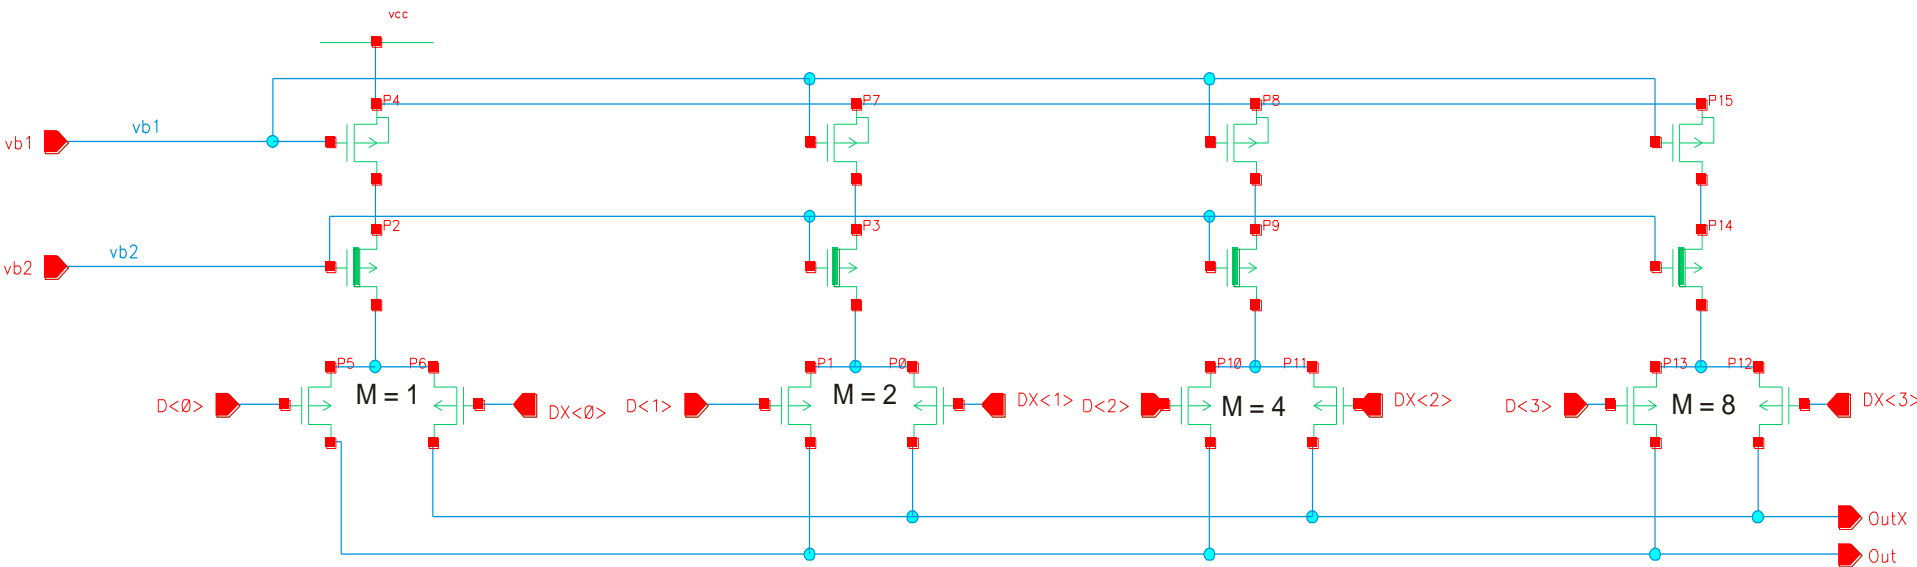 vcc
P4 P7 P8 P15
vb1 vb1
P2 P3 P9 P14
vb2 vb2
P5 P6 P1 P0 P10 P11 P13 P12
D<0> M = 1 DX<0> D<1> M = 2 DX<1> D<2> M = 4 DX<2> D<3> M = 8 DX<3>
OutX
Out